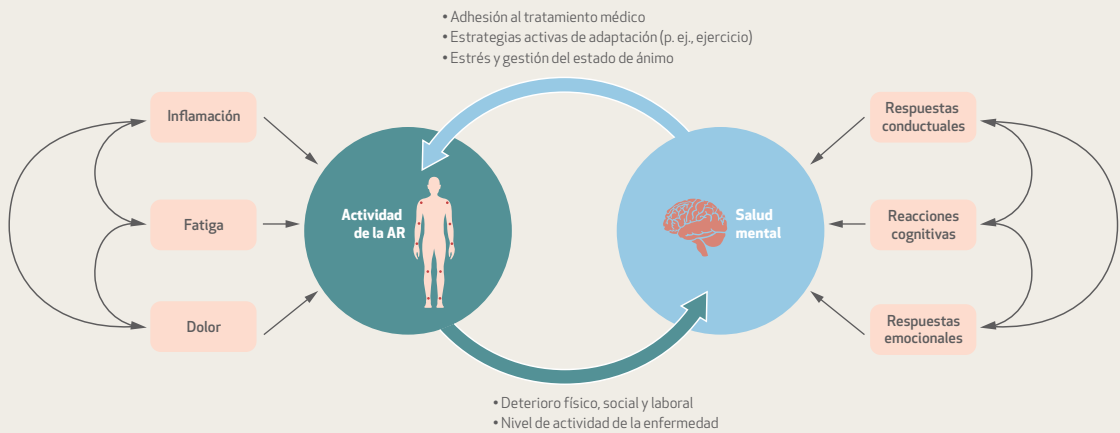 • Adhesión al tratamiento médico
• Estrategias activas de adaptación (p. ej., ejercicio)
• Estrés y gestión del estado de ánimo
Inflamación
Fatiga
Dolor
Actividad
de la AR
Salud
mental
Respuestas
conductuales
Reacciones
cognitivas
Respuestas
emocionales
• Deterioro físico, social y laboral
• Nivel de actividad de la enfermedad